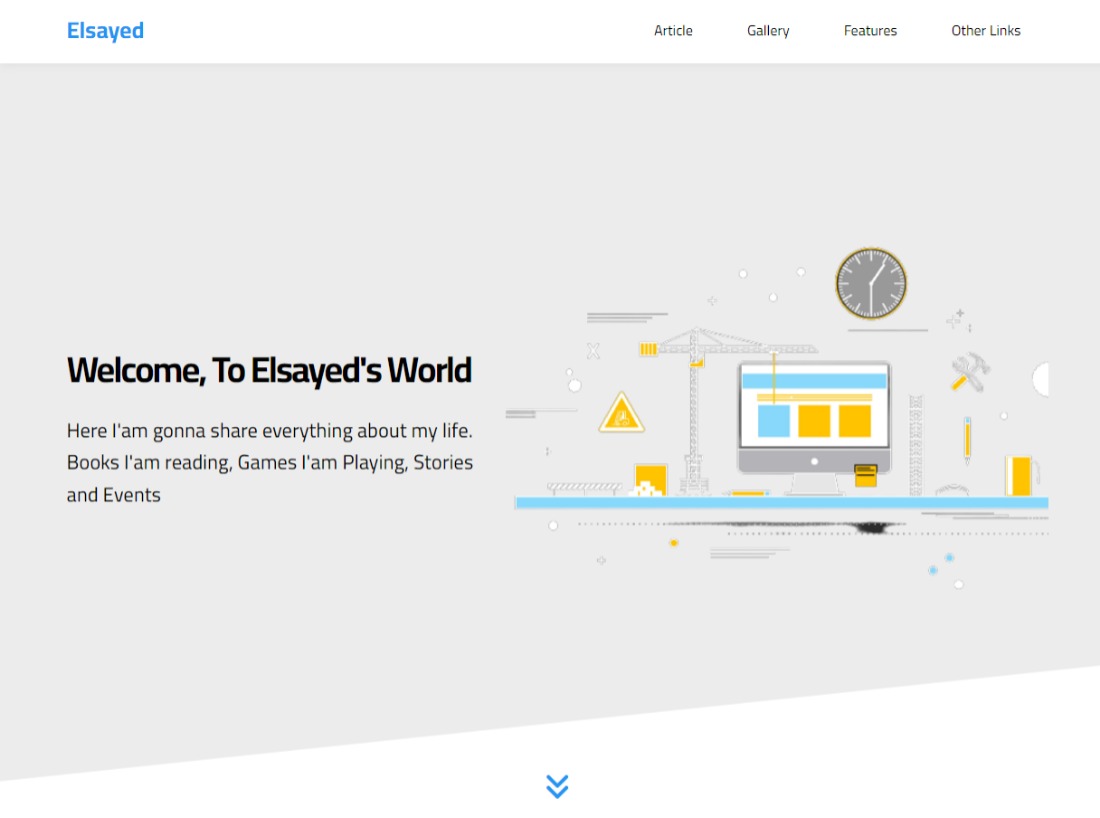 Elsayed
Article
Gallery
Features
Other Links
Welcome, To Elsayed's World
Here I'am gonna share everything about my life.
Books I'am reading, Games I'am Playing, Stories
and Events